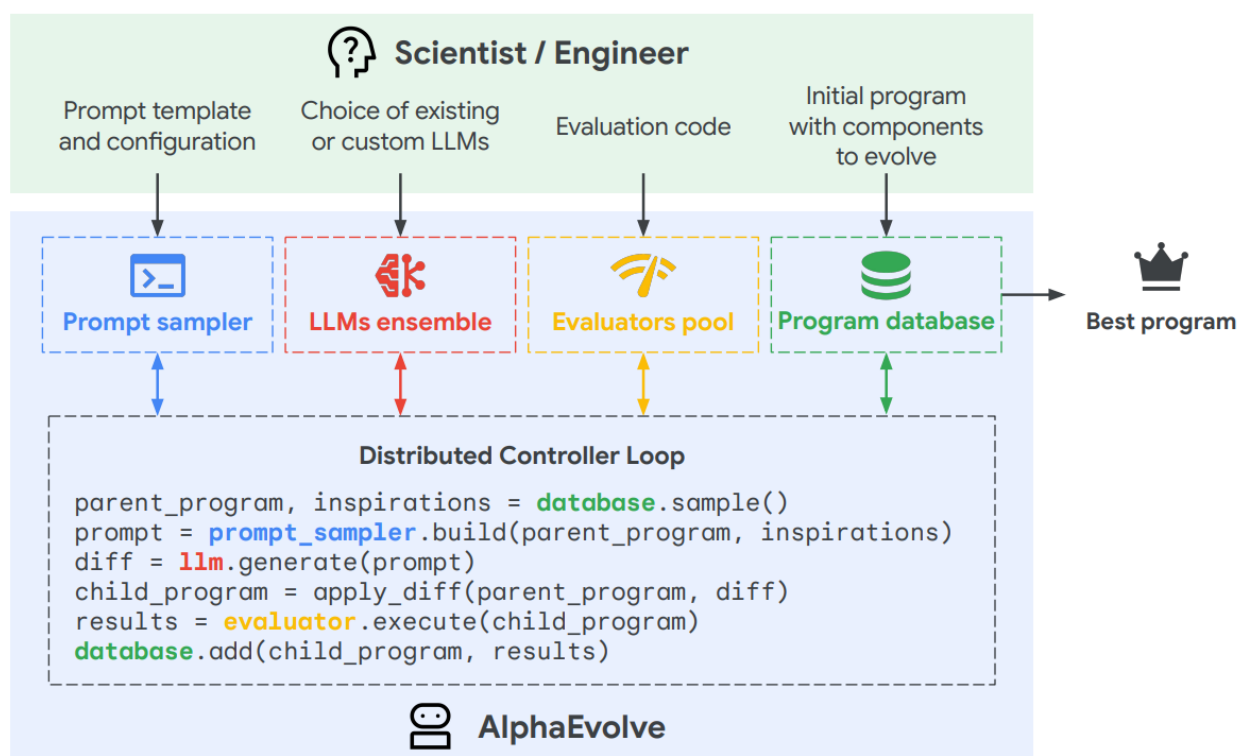 Scientist / Engineer
Prompt template
and configuration
Choice of existing
or custom LLMs
Evaluation code
Initial program
with components
to evolve
Prompt sampler
LLMs ensemble
Evaluators pool
Program database
Best program
Distributed Controller Loop
parent_program, inspirations = database.sample()
prompt = prompt_sampler.build(parent_program, inspirations)
diff = llm.generate(prompt)
child_program = apply_diff(parent_program, diff)
results = evaluator.execute(child_program)
database.add(child_program, results)
AlphaEvolve